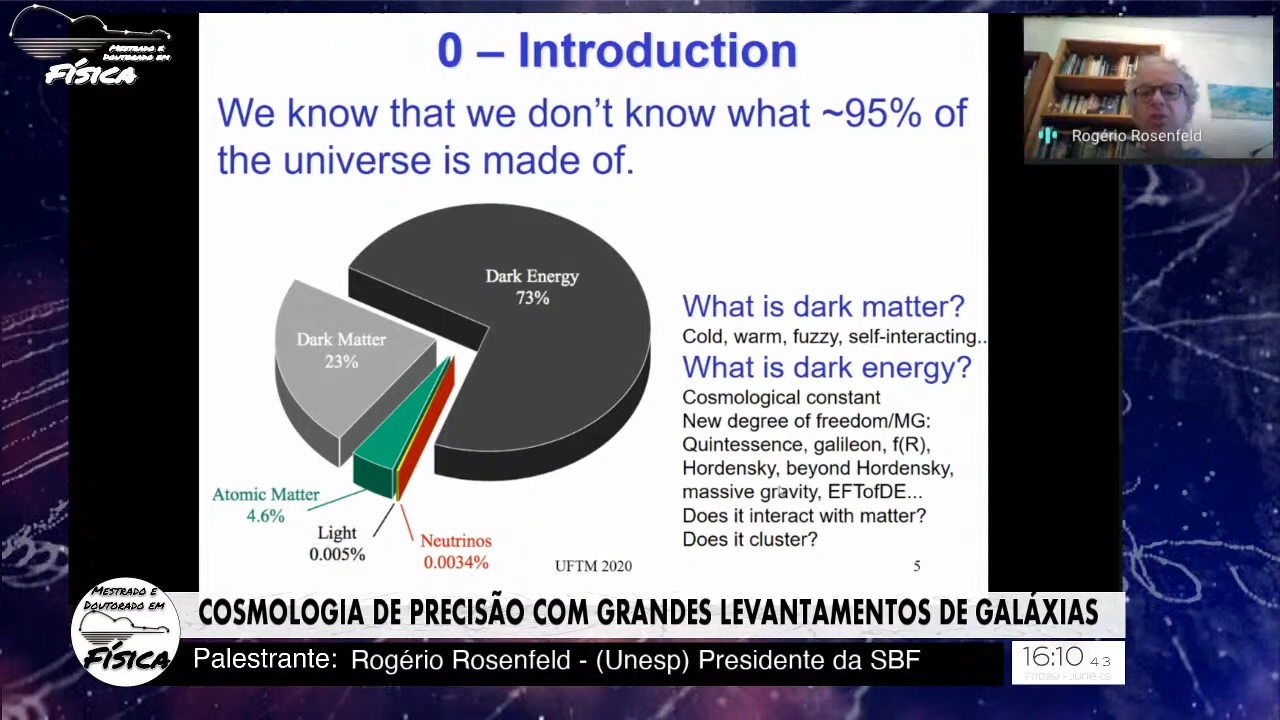 MESTRADO E
DOUTORADO EM
FÍSICA
0 – Introduction
We know that we don't know what ~95% of
the universe is made of.
Rogério Rosenfeld
Dark Energy
73%
Dark Matter
23%
Atomic Matter
4.6%
Light
0.005%
Neutrinos
0.0034%
What is dark matter?
Cold, warm, fuzzy, self-interacting..
What is dark energy?
Cosmological constant
New degree of freedom/MG:
Quintessence, galileon, f(R),
Hordensky, beyond Hordensky,
massive gravity, EFTofDE...
Does it interact with matter?
Does it cluster?
UFTM 2020
5
MESTRADO E
DOUTORADO EM
FÍSICA
COSMOLOGIA DE PRECISÃO COM GRANDES LEVANTAMENTOS DE GALÁXIAS
Palestrante: Rogério Rosenfeld - (Unesp) Presidente da SBF
16:10 43
Friday - June 05